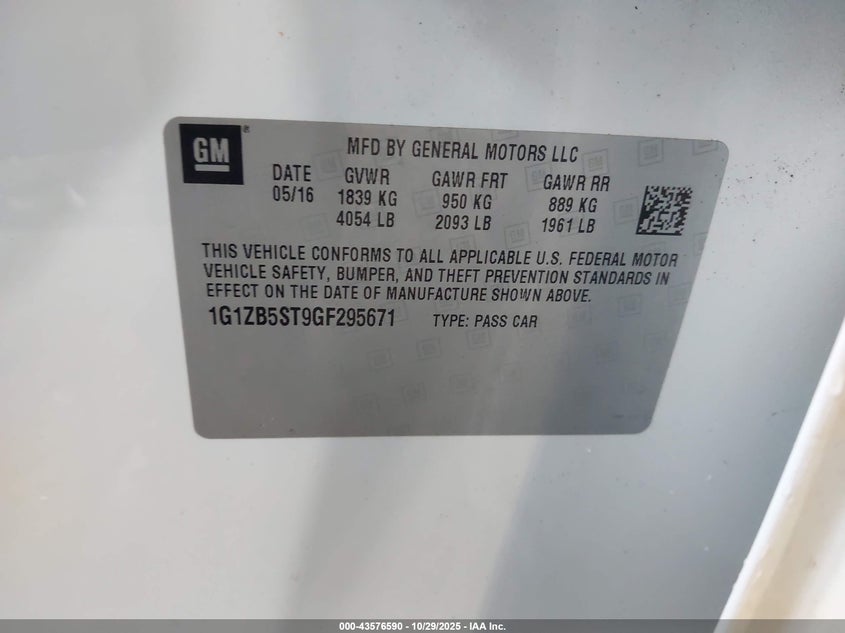 GM
MFD BY GENERAL MOTORS LLC
DATE GVWR GAWR FRT GAWR RR
05/16 1839 KG 950 KG 889 KG
4054 LB 2093 LB 1961 LB
THIS VEHICLE CONFORMS TO ALL APPLICABLE U.S. FEDERAL MOTOR
VEHICLE SAFETY, BUMPER, AND THEFT PREVENTION STANDARDS IN
EFFECT ON THE DATE OF MANUFACTURE SHOWN ABOVE.
1G1ZB5ST9GF295671 TYPE: PASS CAR
000-43576590 - 10/29/2025 - IAA Inc.